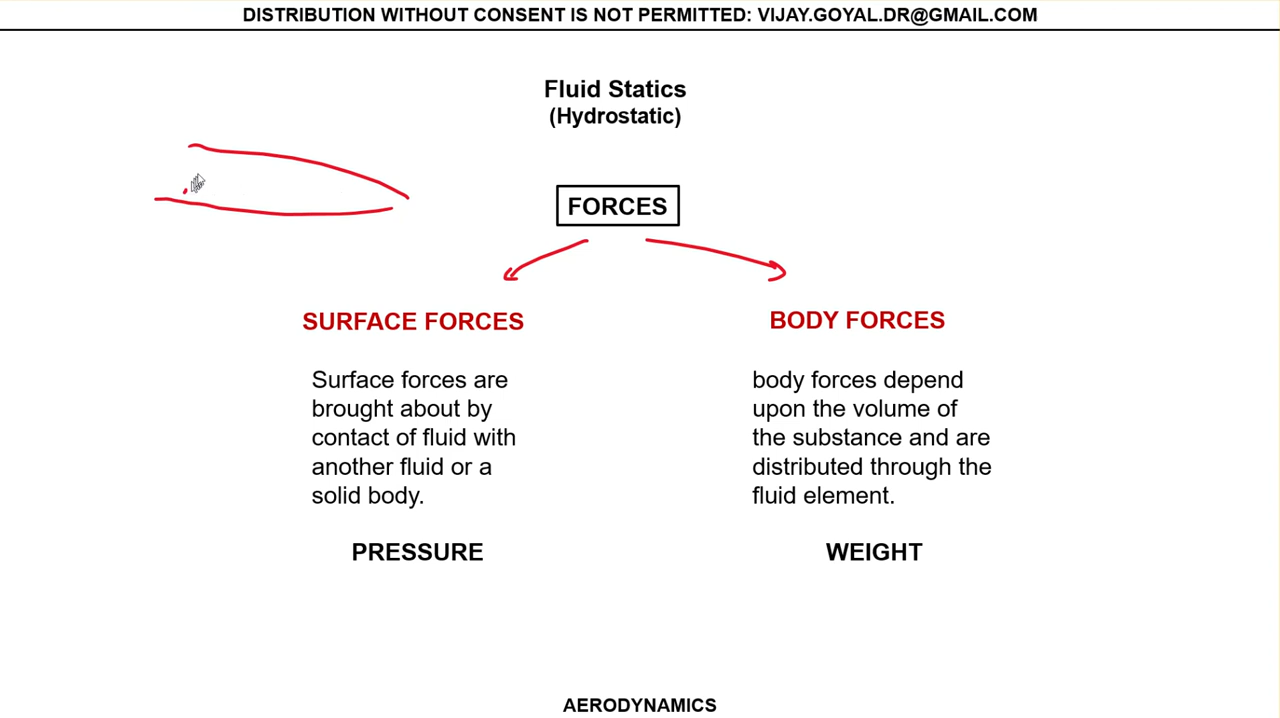 DISTRIBUTION WITHOUT CONSENT IS NOT PERMITTED: VIJAY.GOYAL.DR@GMAIL.COM
Fluid Statics
(Hydrostatic)
FORCES
SURFACE FORCES
Surface forces are
brought about by
contact of fluid with
another fluid or a
solid body.
PRESSURE
BODY FORCES
body forces depend
upon the volume of
the substance and are
distributed through the
fluid element.
WEIGHT
AERODYNAMICS